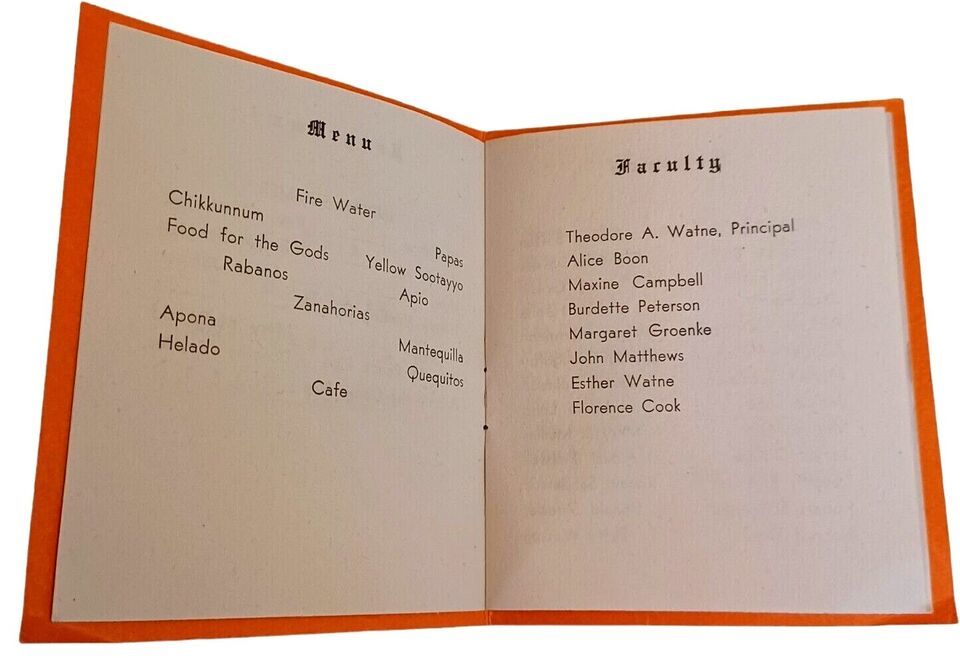 Menu
Fire Water
Chikkunnum Papas
Food for the Gods Yellow Sootayyo
Rabanos Apio
Zanahorias
Apona Mantequilla
Helado Quequitos
Cafe
Faculty
Theodore A. Watne, Principal
Alice Boon
Maxine Campbell
Burdette Peterson
Margaret Groenke
John Matthews
Esther Watne
Florence Cook